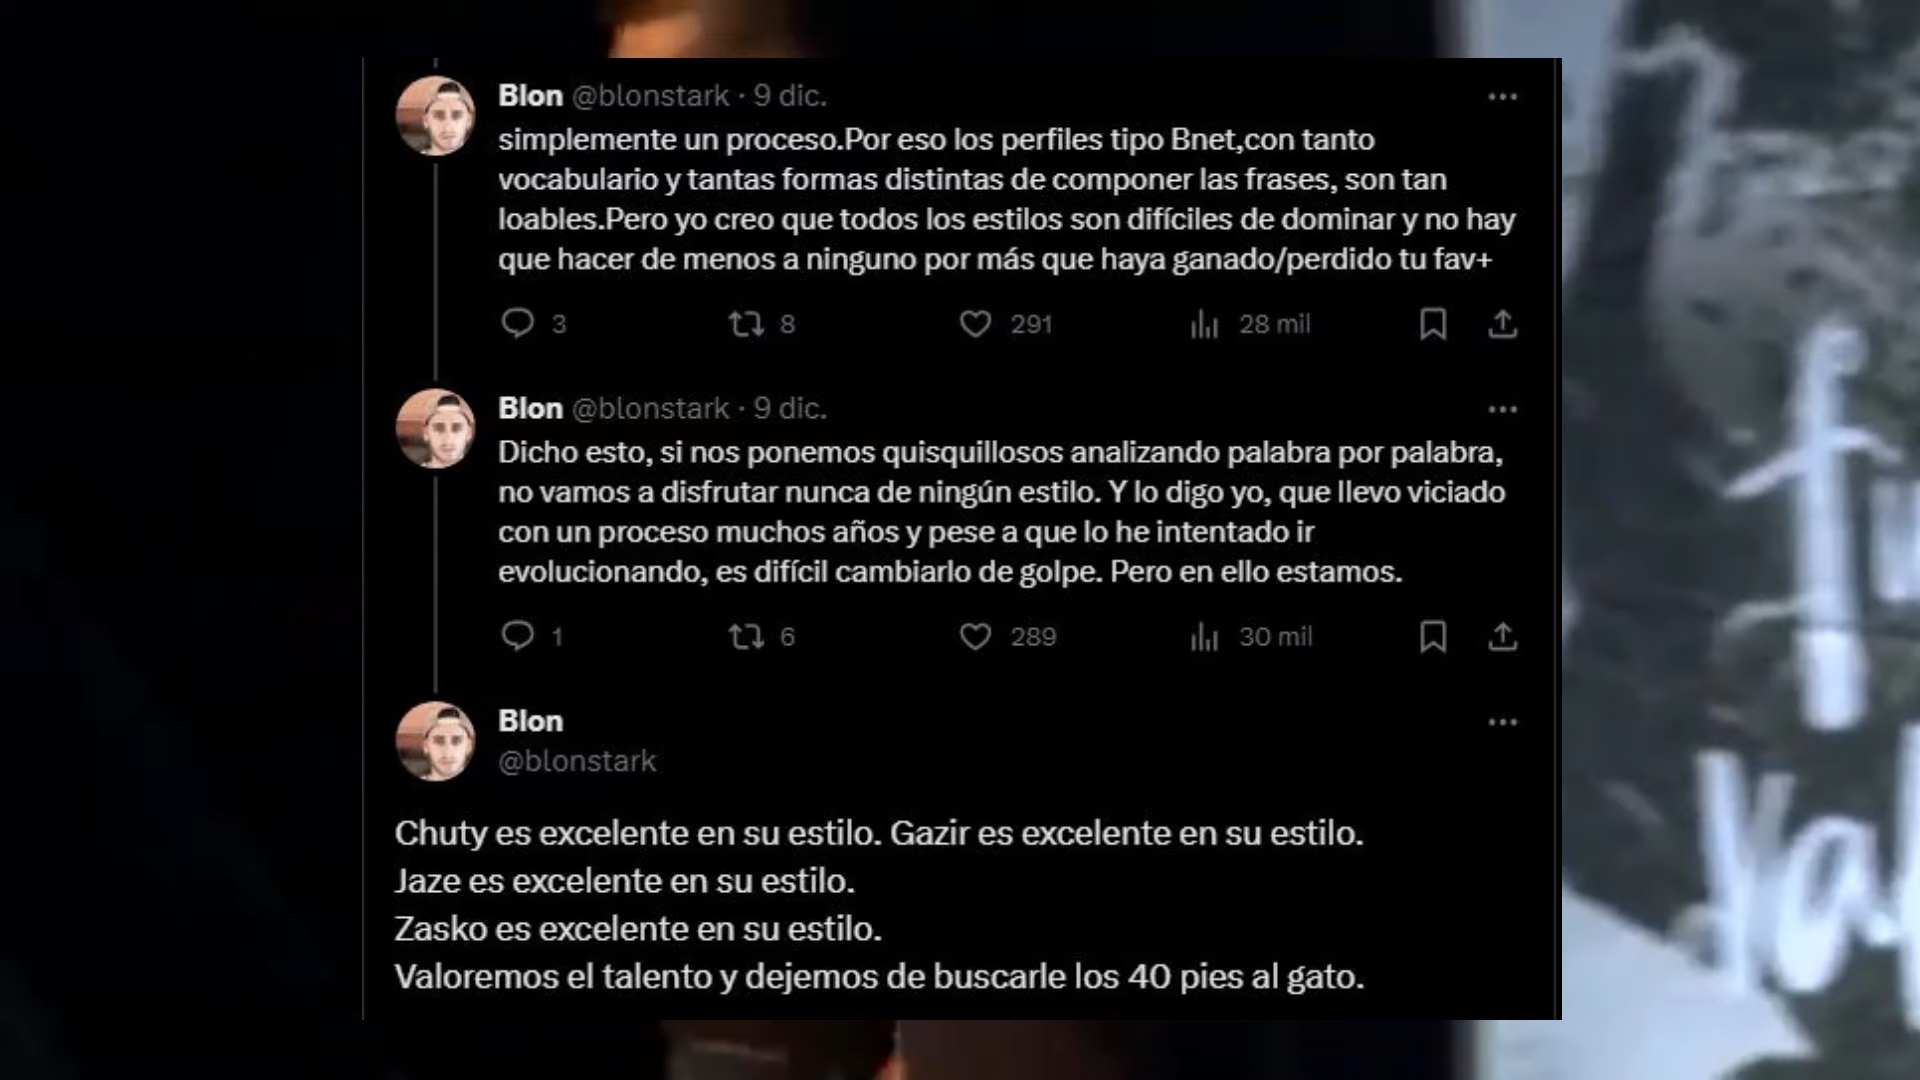 Blon @blonstark · 9 dic.
simplemente un proceso.Por eso los perfiles tipo Bnet,con tanto
vocabulario y tantas formas distintas de componer las frases, son tan
loables.Pero yo creo que todos los estilos son difíciles de dominar y no hay
que hacer de menos a ninguno por más que haya ganado/perdido tu fav+
3 8 291 28 mil
Blon @blonstark · 9 dic.
Dicho esto, si nos ponemos quisquillosos analizando palabra por palabra,
no vamos a disfrutar nunca de ningún estilo. Y lo digo yo, que llevo viciado
con un proceso muchos años y pese a que lo he intentado ir
evolucionando, es difícil cambiarlo de golpe. Pero en ello estamos.
1 6 289 30 mil
Blon
@blonstark
Chuty es excelente en su estilo. Gazir es excelente en su estilo.
Jaze es excelente en su estilo.
Zasko es excelente en su estilo.
Valoremos el talento y dejemos de buscarle los 40 pies al gato.